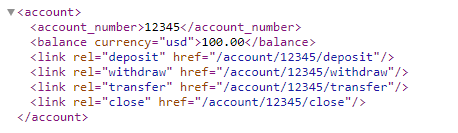 ▼<account>
<account_number>12345</account_number>
<balance currency="usd">100.00</balance>
<link rel="deposit" href="/account/12345/deposit"/>
<link rel="withdraw" href="/account/12345/withdraw"/>
<link rel="transfer" href="/account/12345/transfer"/>
<link rel="close" href="/account/12345/close"/>
</account>